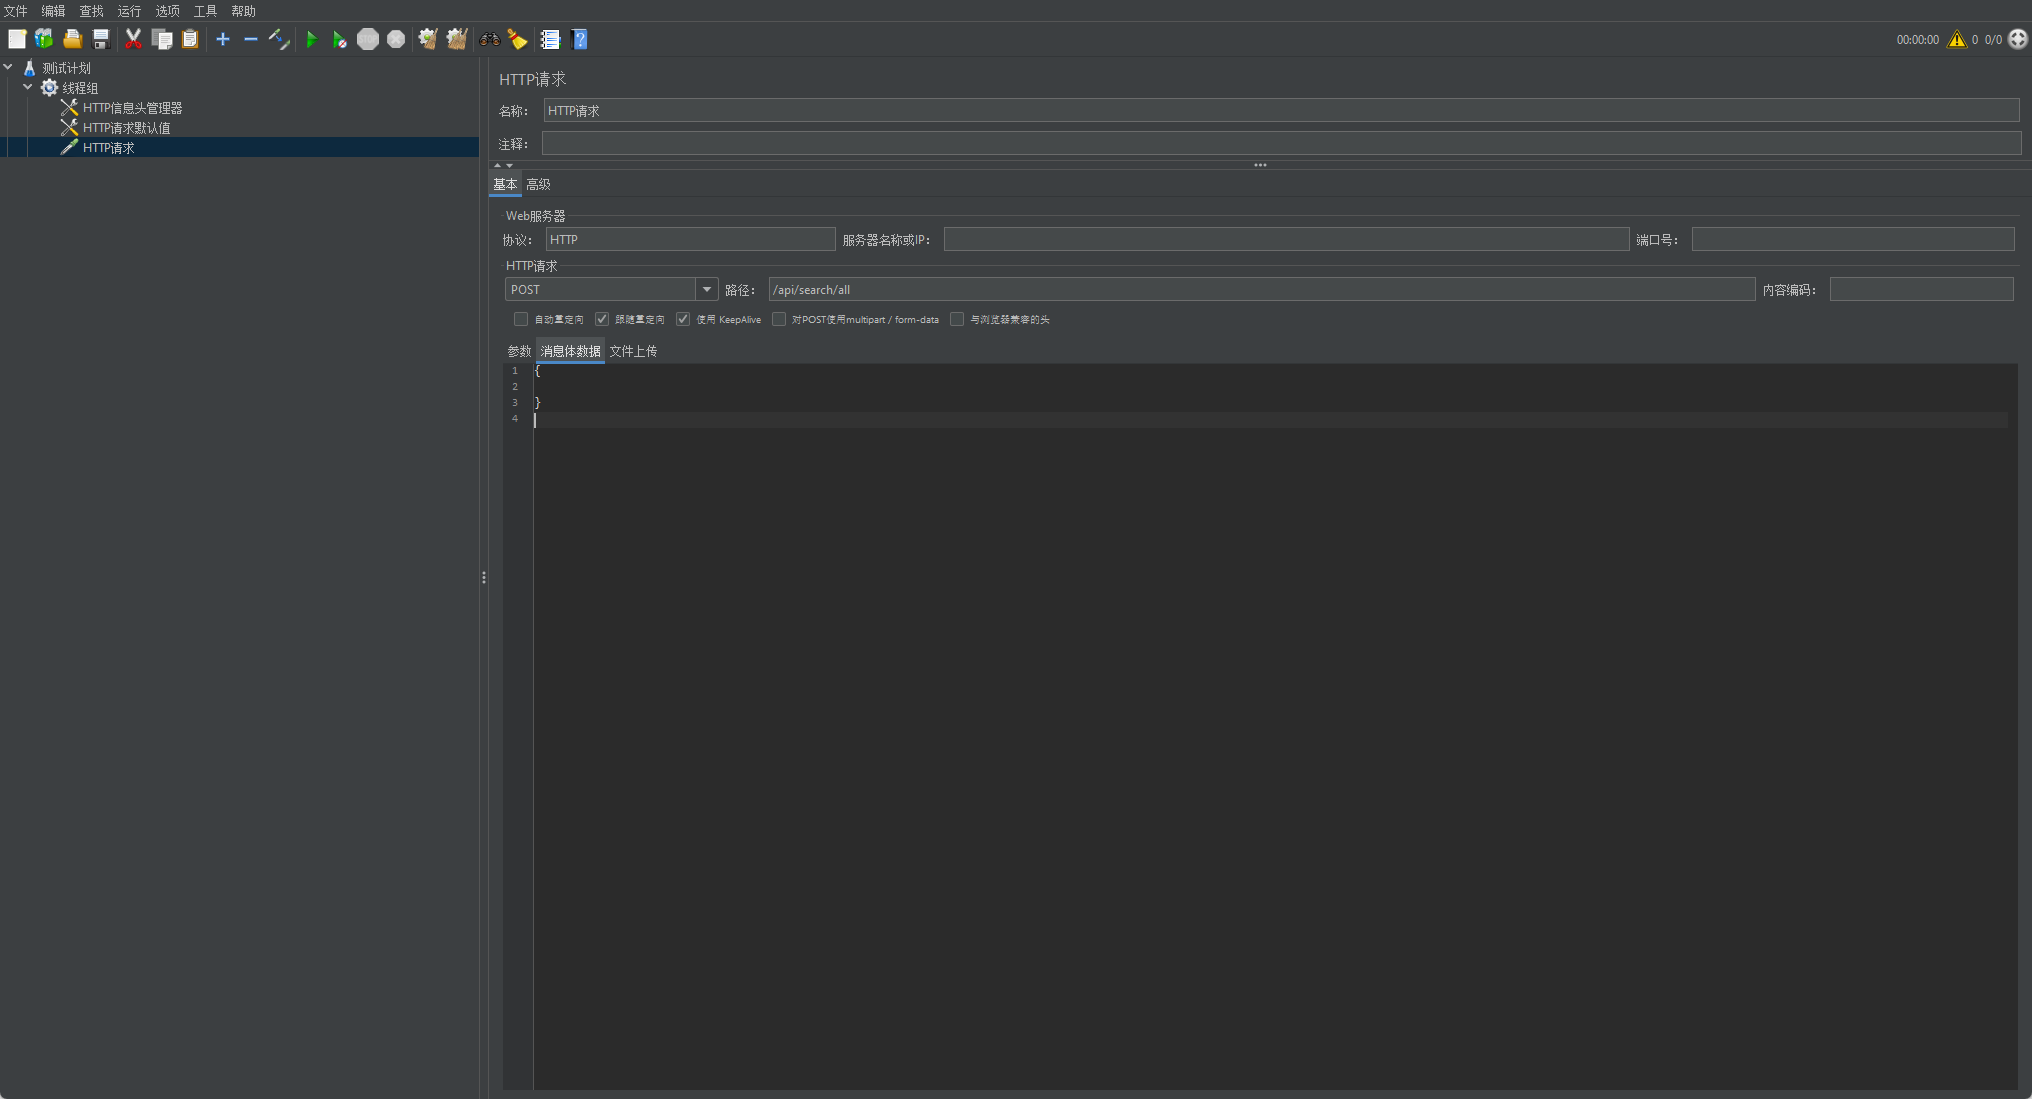 文件 编辑 查找 运行 选项 工具 帮助
00:00:00 0 0/0
测试计划
线程组
HTTP信息头管理器
HTTP请求默认值
HTTP请求
HTTP请求
名称： HTTP请求
注释：
基本 高级
Web服务器
协议： HTTP 服务器名称或IP： 端口号：
HTTP请求
POST 路径： /api/search/all 内容编码：
自动重定向 跟随重定向 使用 KeepAlive 对POST使用multipart / form-data 与浏览器兼容的头
参数 消息体数据 文件上传
1 {
2
3 }
4